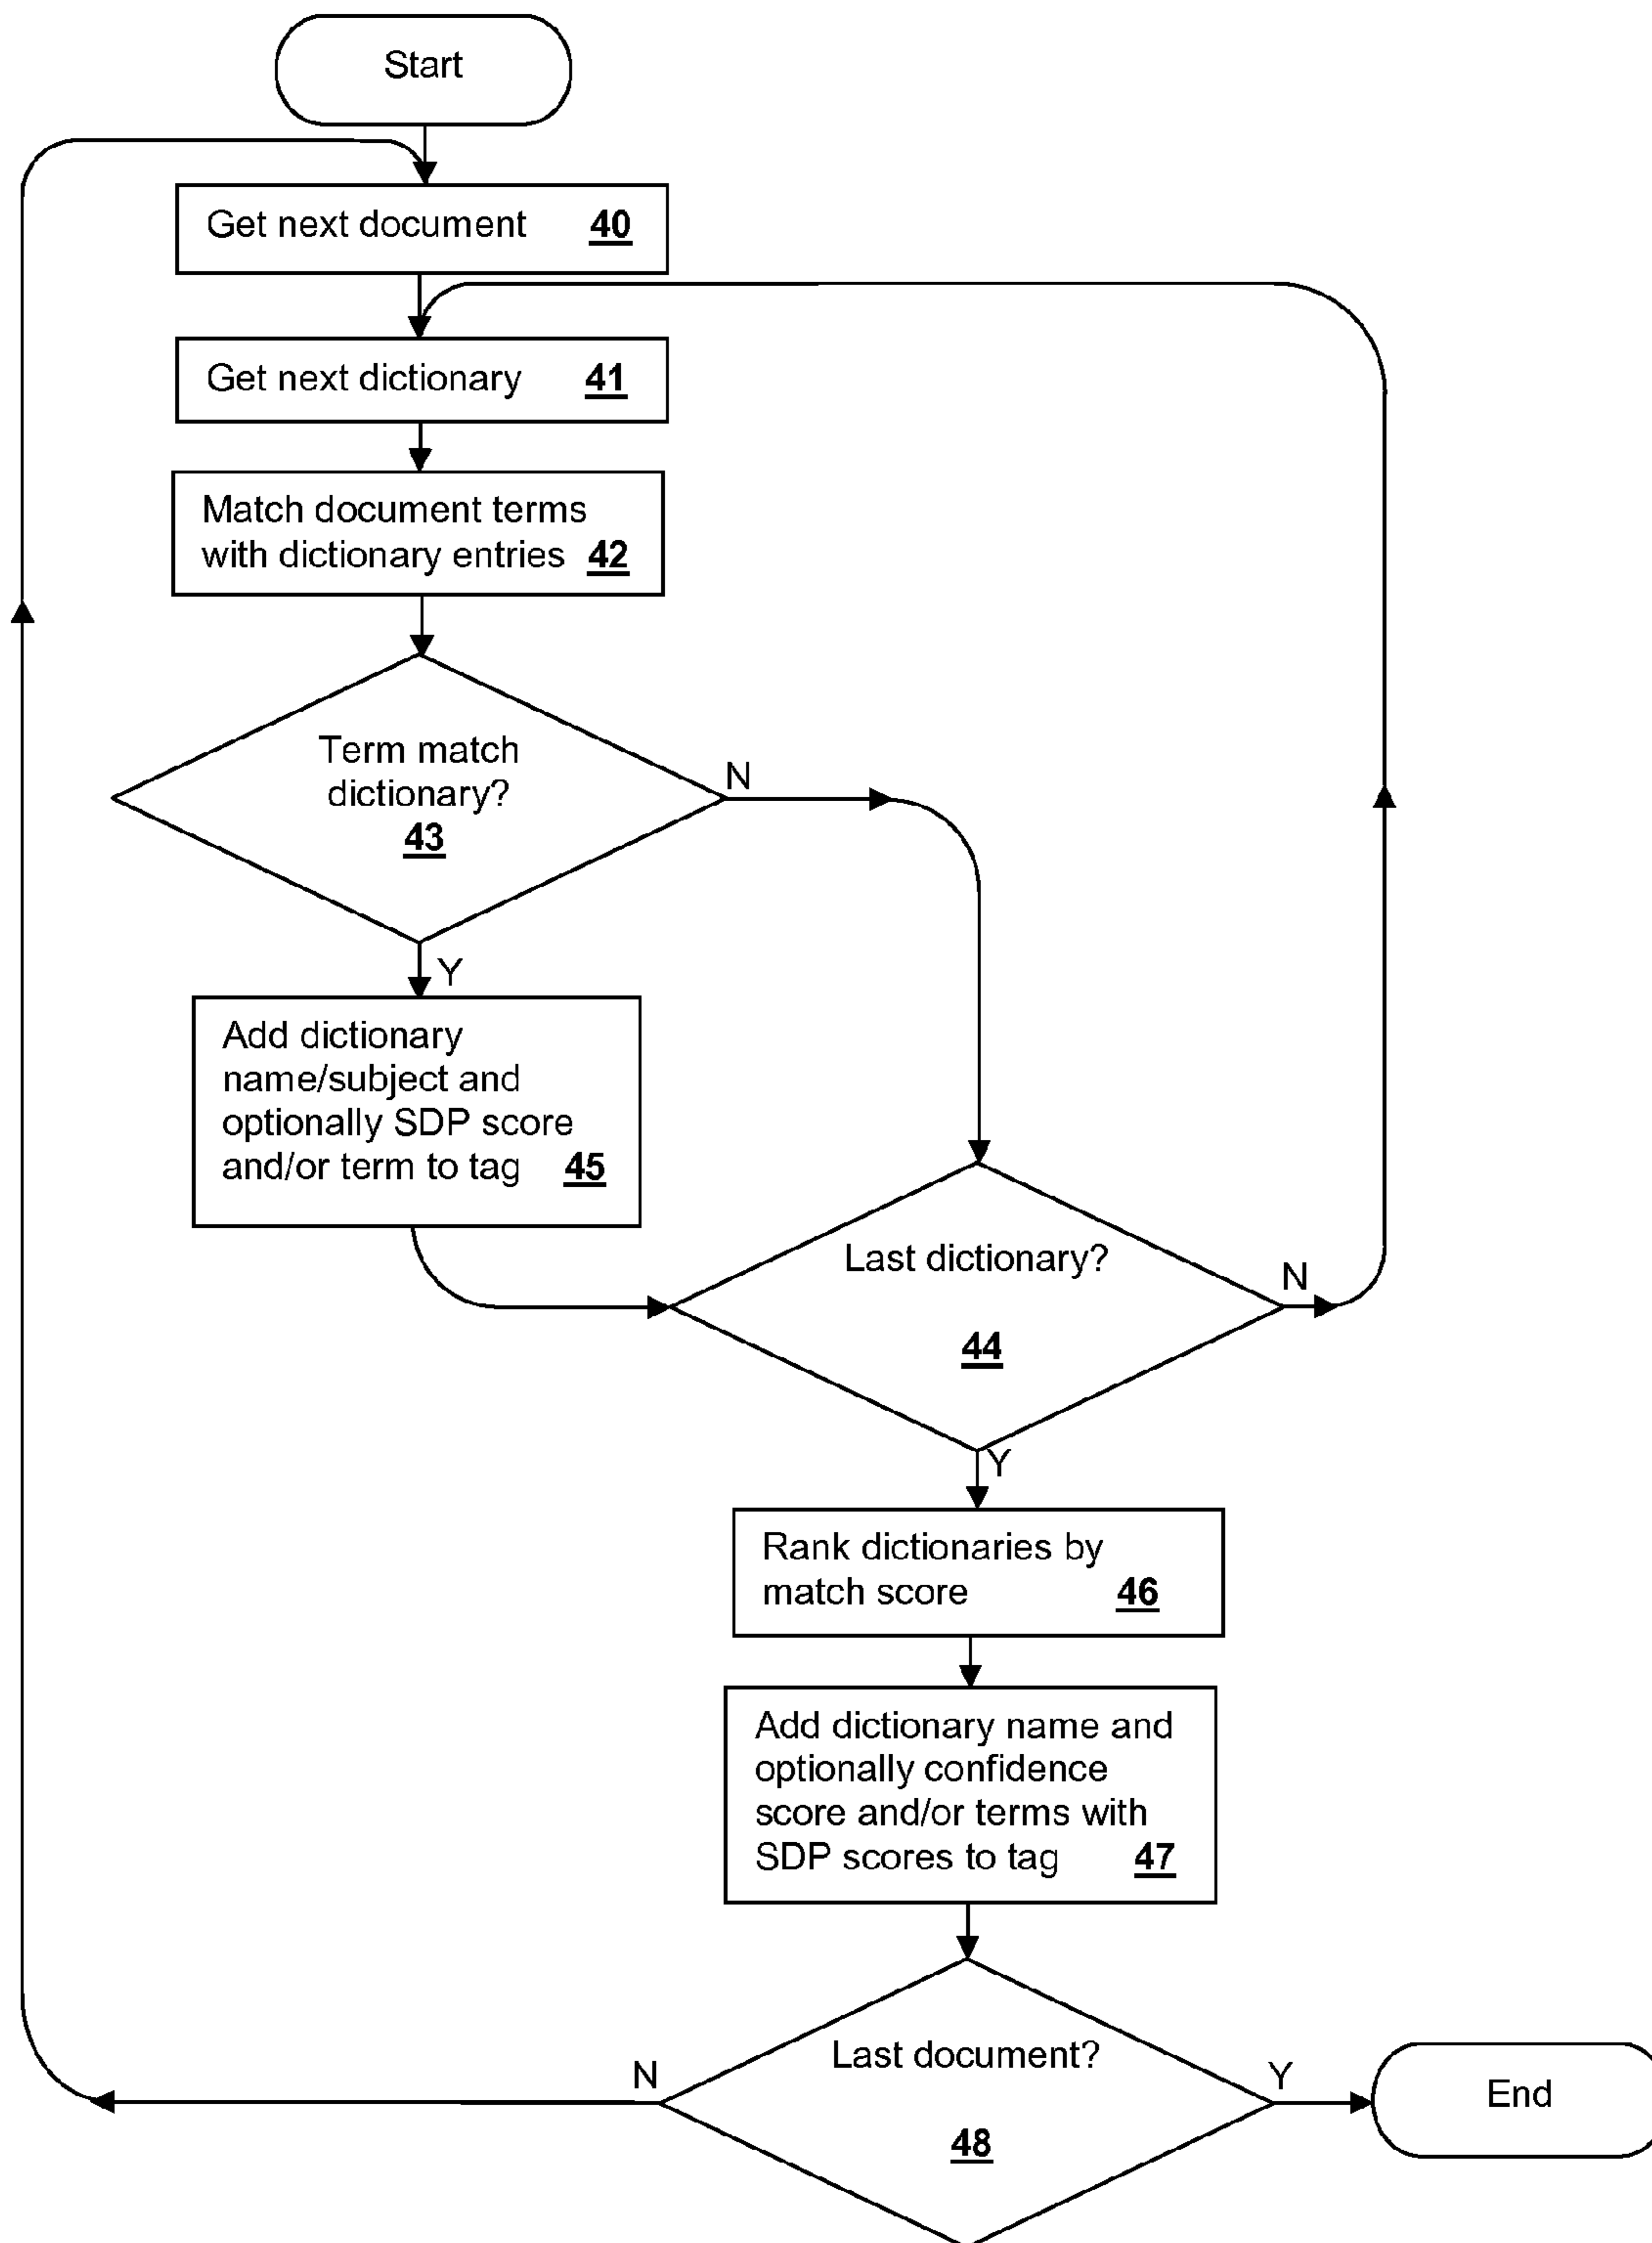 Start
Get next document 40
Get next dictionary 41
Match document terms
with dictionary entries 42
Term match
dictionary?
43
N
Y
Add dictionary
name/subject and
optionally SDP score
and/or term to tag 45
Last dictionary?
N
44
Y
Rank dictionaries by
match score 46
Add dictionary name and
optionally confidence
score and/or terms with
SDP scores to tag 47
Last document?
N
Y
48
End